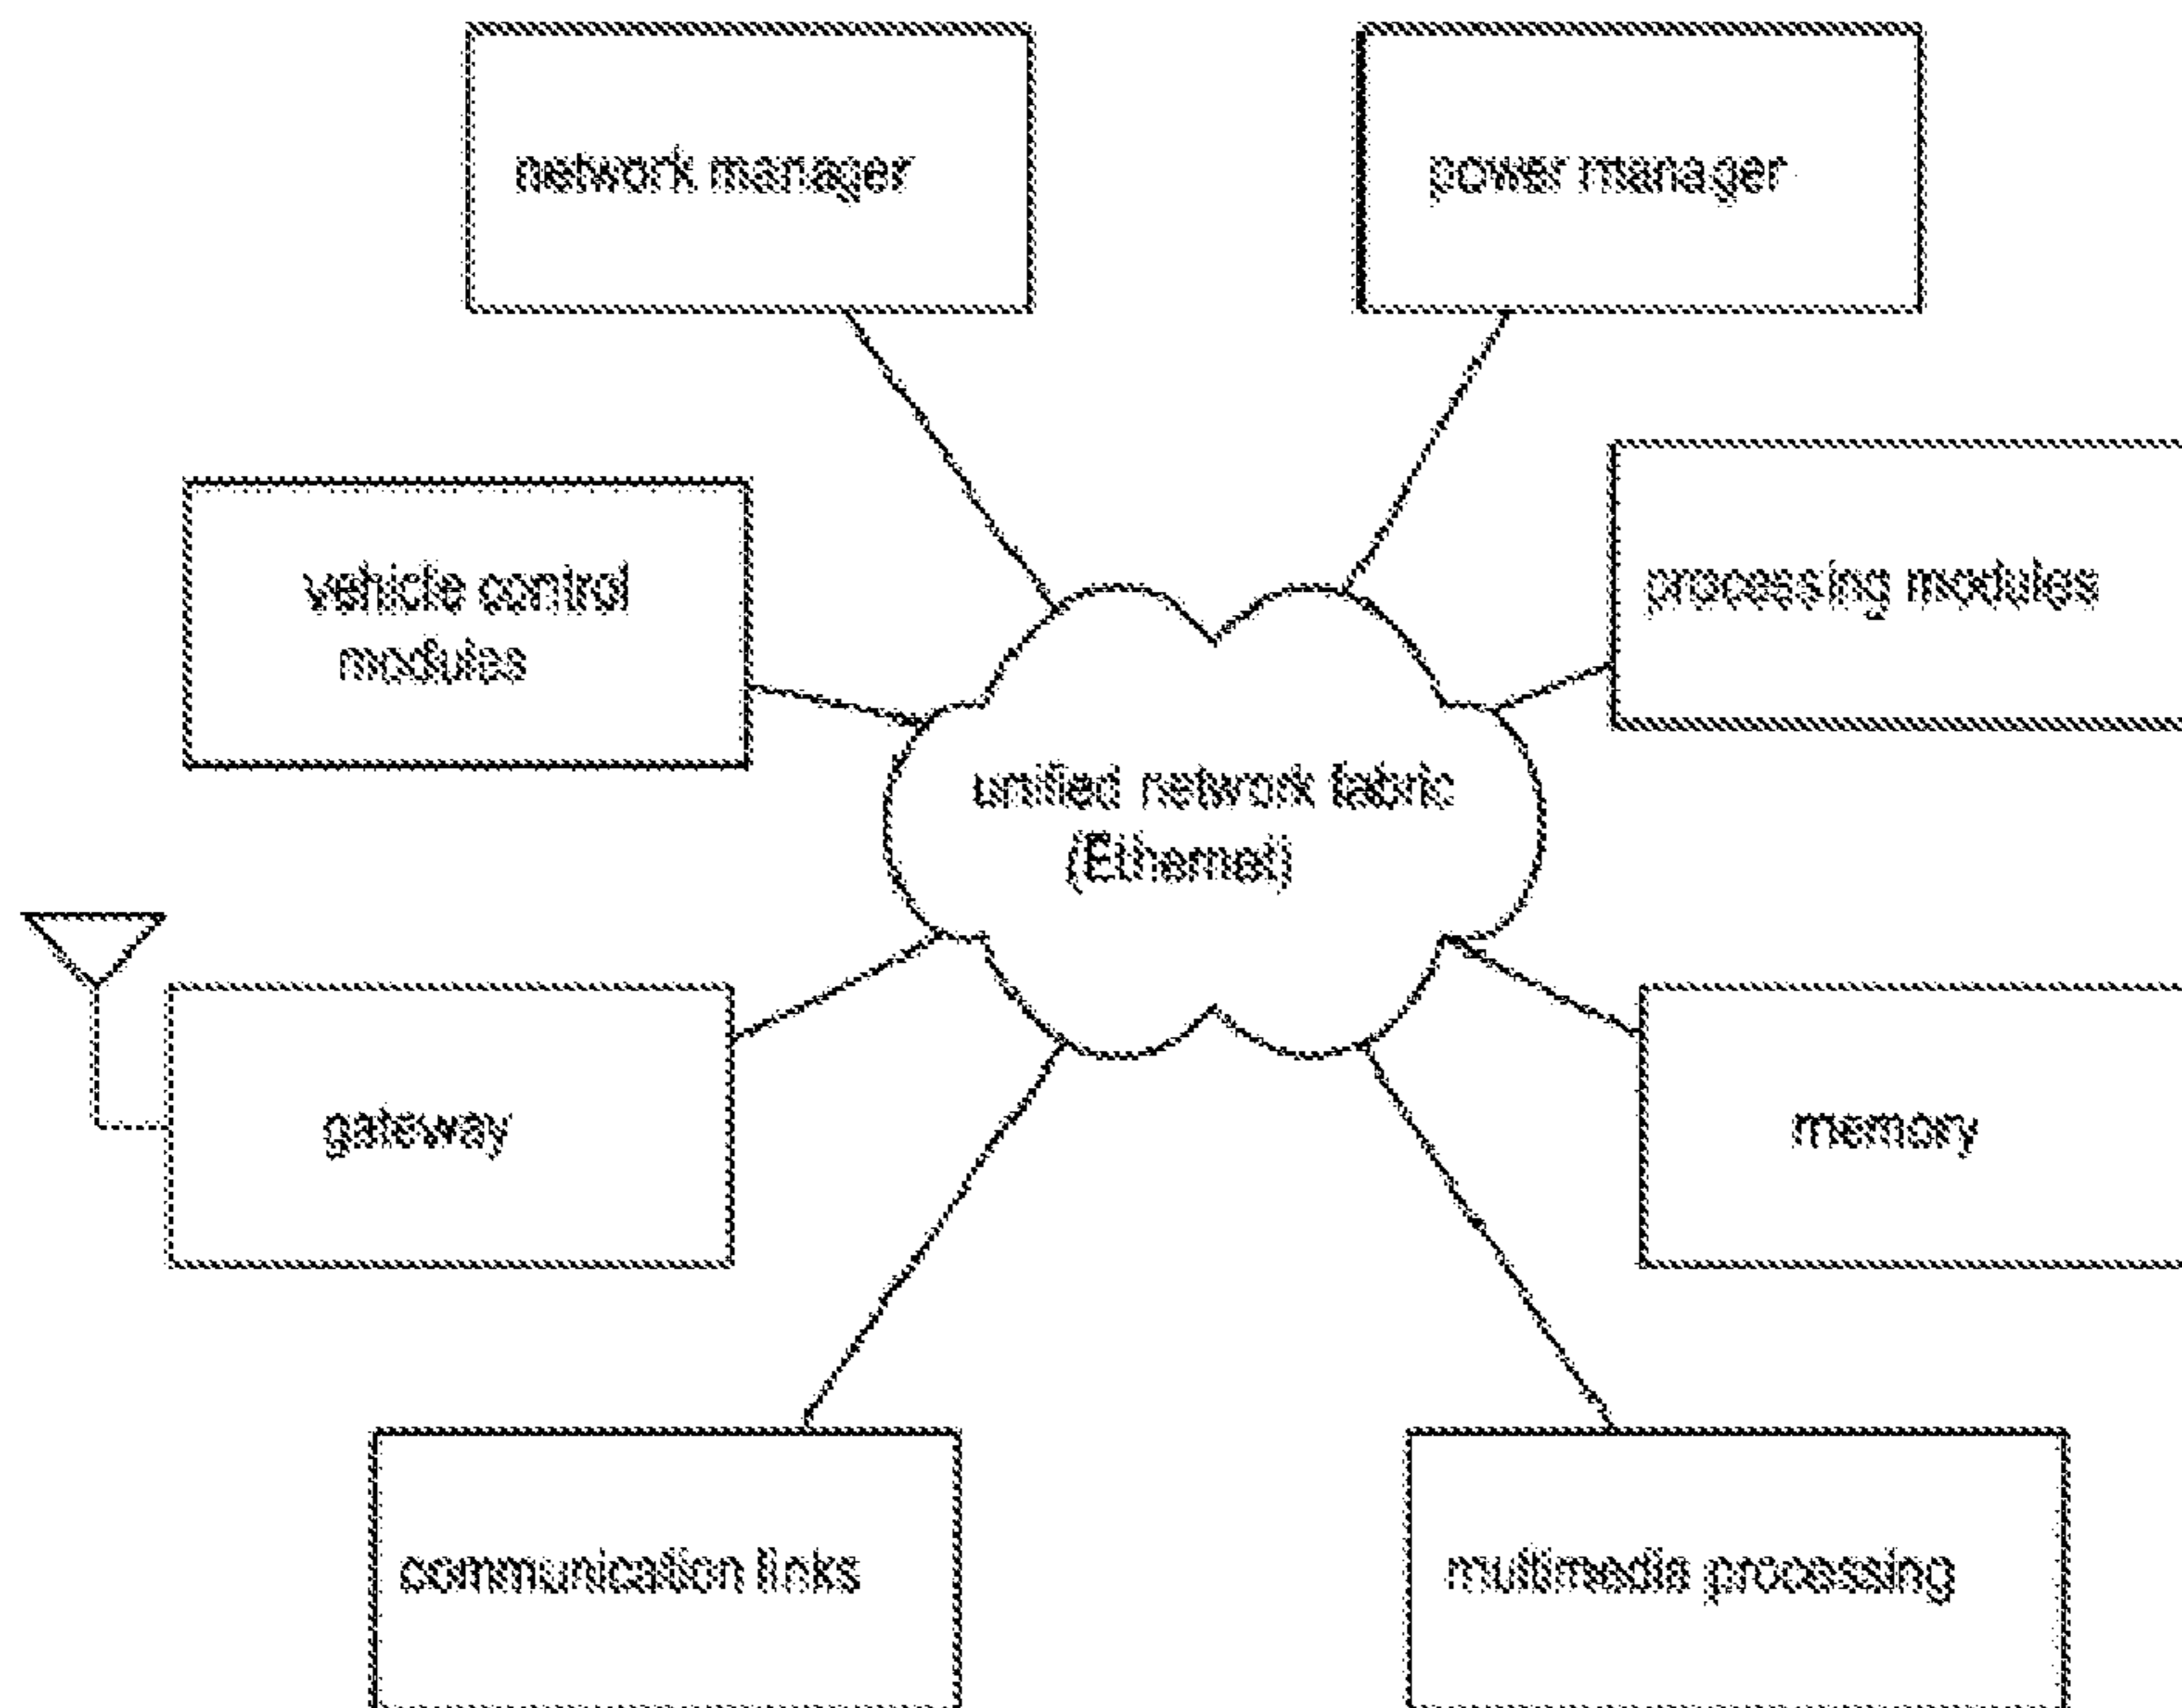 network manager
power manager
vehicle control
modules
processing modules
unified network fabric
(Ethernet)
gateway
memory
communication links
multimedia processing